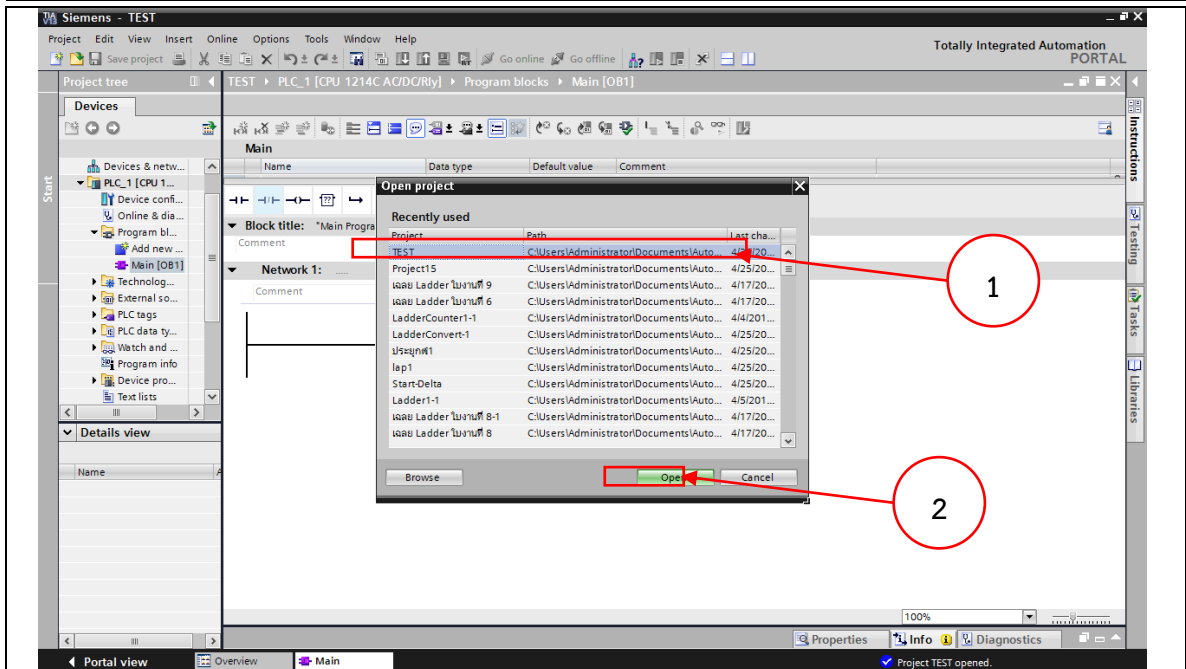 Siemens - TEST
Project Edit View Insert Online Options Tools Window Help
Totally Integrated Automation
PORTAL
Save project
Go online
Go offline
Project tree
TEST PLC_1 [CPU 1214C AC/DC/Rly] Program blocks Main [OB1]
Devices
Start
Devices & netw...
PLC_1 [CPU 1...
Device confi...
Online & dia...
Program bl...
Add new ...
Main [OB1]
Technolog...
External so...
PLC tags
PLC data ty...
Watch and ...
Program info
Device pro...
Text lists
Details view
Name
Main
Name Data type Default value Comment
??
Block title: "Main Progra
Comment
Network 1: .....
Comment
Open project
Recently used
Project Path Last cha...
TEST C:\Users\Administrator\Documents\Auto...
Project15 C:\Users\Administrator\Documents\Auto... 4/25/20...
เฉลย Ladder ใบงานที่ 9 C:\Users\Administrator\Documents\Auto... 4/17/20...
เฉลย Ladder ใบงานที่ 6 C:\Users\Administrator\Documents\Auto... 4/17/20...
LadderCounter1-1 C:\Users\Administrator\Documents\Auto... 4/4/201...
LadderConvert-1 C:\Users\Administrator\Documents\Auto... 4/25/20...
ประยุกต์1 C:\Users\Administrator\Documents\Auto... 4/25/20...
lap1 C:\Users\Administrator\Documents\Auto... 4/25/20...
Start-Delta C:\Users\Administrator\Documents\Auto... 4/25/20...
Ladder1-1 C:\Users\Administrator\Documents\Auto... 4/5/201...
เฉลย Ladder ใบงานที่ 8-1 C:\Users\Administrator\Documents\Auto... 4/17/20...
เฉลย Ladder ใบงานที่ 8 C:\Users\Administrator\Documents\Auto... 4/17/20...
Browse Open Cancel
1
2
Instructions
Testing
Tasks
Libraries
100%
Properties Info Diagnostics
Portal view Overview Main Project TEST opened.